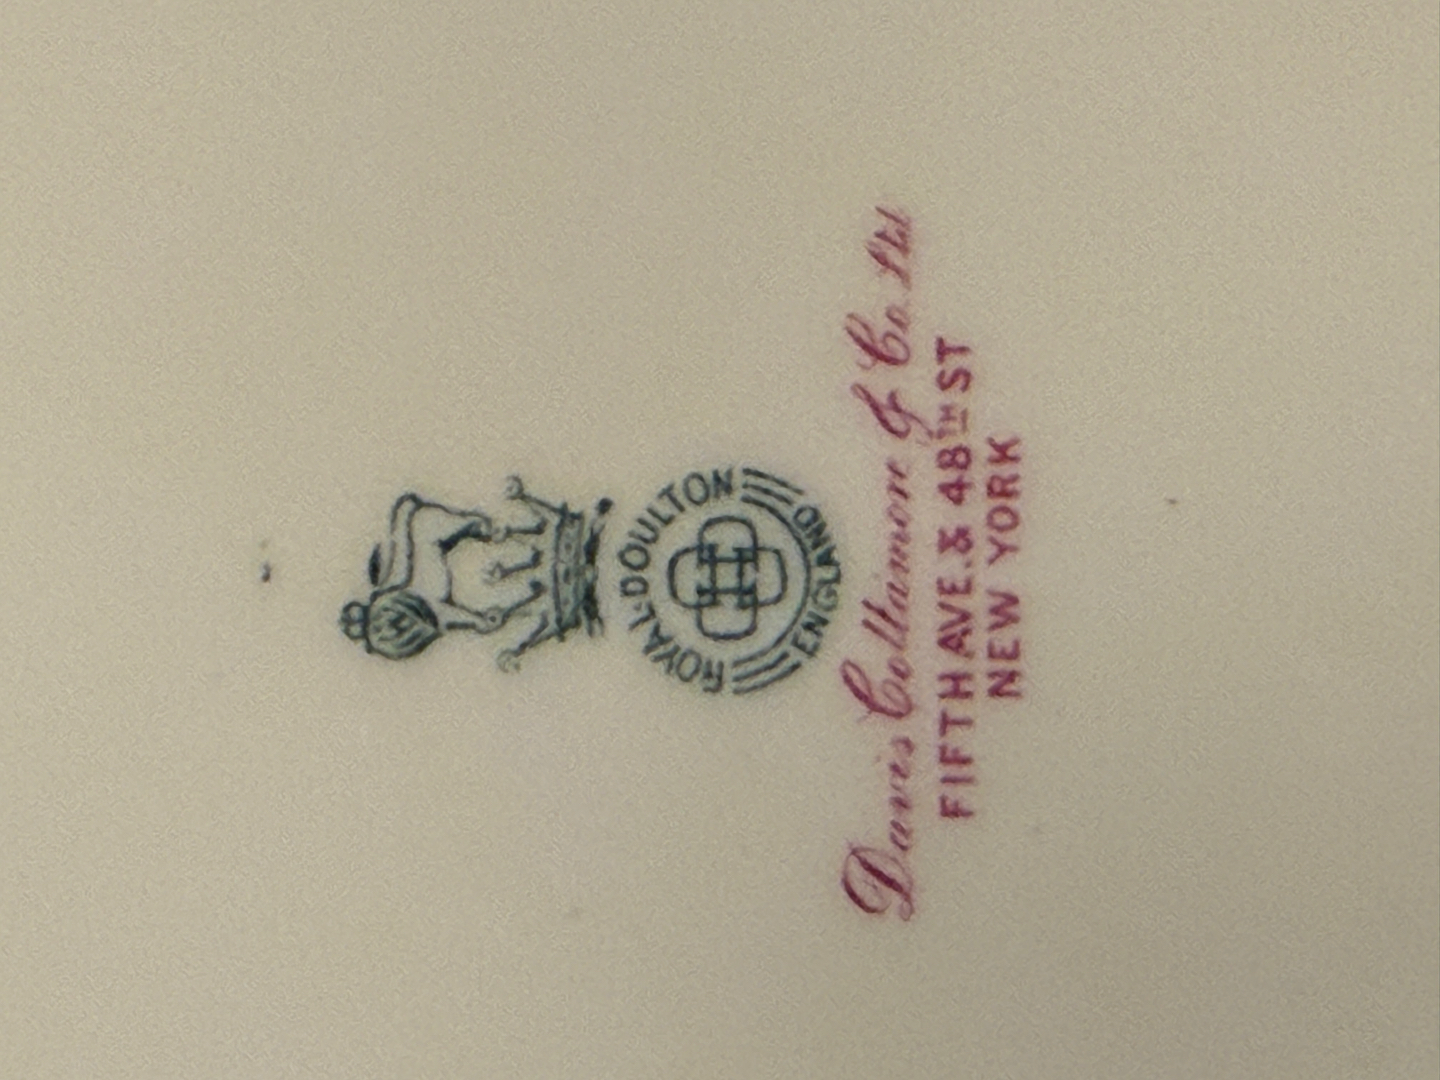 ROYAL·DOULTON
ENGLAND
Davis Collamore & Co. Ltd
FIFTH AVE. & 48TH ST
NEW YORK